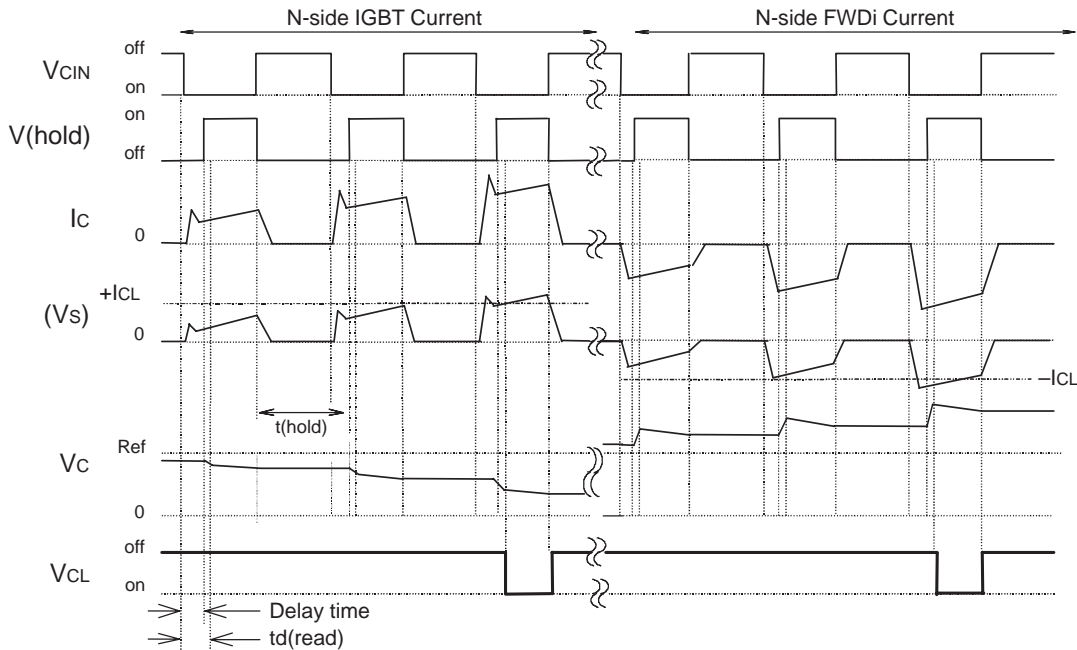 N-side IGBT Current
N-side FWDi Current
off
VCIN
on
on
V(hold)
off
IC
0
+ICL
(VS)
0
–ICL
t(hold)
Ref
VC
0
off
VCL
on
Delay time
td(read)